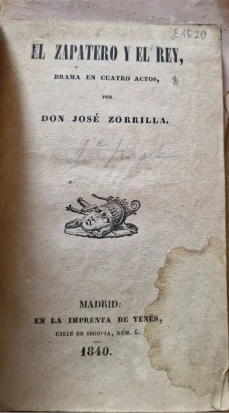 E1620
EL ZAPATERO Y EL REY,
DRAMA EN CUATRO ACTOS,
POR
DON JOSÉ ZORRILLA.
MADRID:
EN LA IMPRENTA DE YENES,
CALLE DE SEGOVIA, NÚM. 6.
1840.